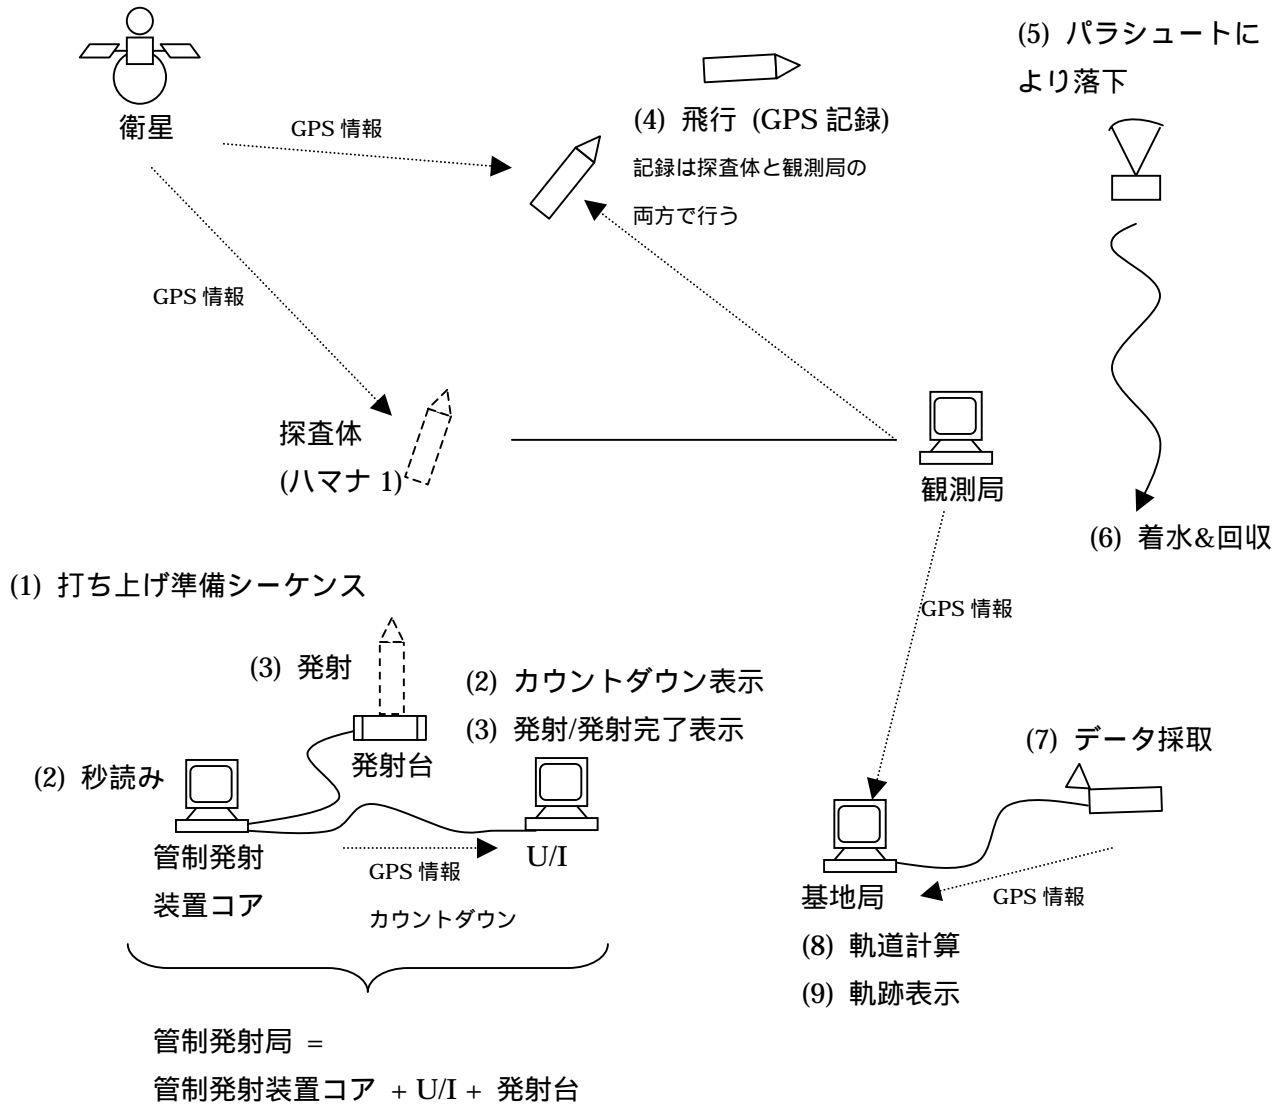 (5) パラシュートに
より落下
衛星
GPS 情報
(4) 飛行 (GPS 記録)
記録は探査体と観測局の
両方で行う
GPS 情報
探査体
(ハマナ 1)
観測局
(6) 着水&回収
(1) 打ち上げ準備シーケンス
GPS 情報
(3) 発射
(2) カウントダウン表示
(3) 発射/発射完了表示
(7) データ採取
発射台
(2) 秒読み
管制発射
装置コア
GPS 情報
カウントダウン
U/I
基地局
GPS 情報
(8) 軌道計算
(9) 軌跡表示
管制発射局 =
管制発射装置コア + U/I + 発射台